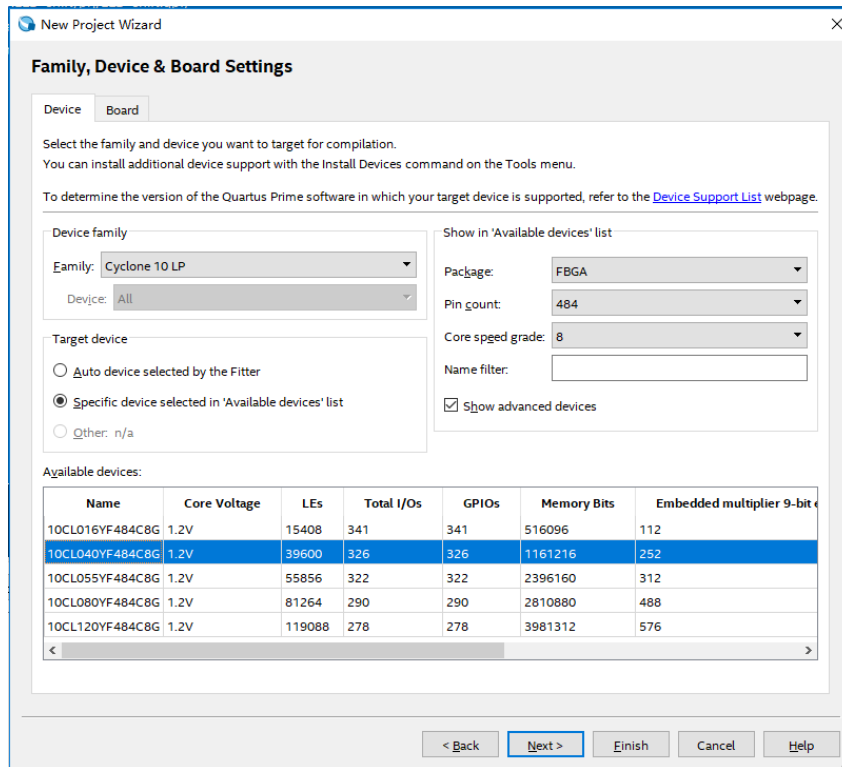 New Project Wizard
Family, Device & Board Settings
Device Board
Select the family and device you want to target for compilation.
You can install additional device support with the Install Devices command on the Tools menu.
To determine the version of the Quartus Prime software in which your target device is supported, refer to the Device Support List webpage.
Device family
Family: Cyclone 10 LP
Device: All
Show in 'Available devices' list
Package: FBGA
Pin count: 484
Core speed grade: 8
Name filter:
Show advanced devices
Target device
Auto device selected by the Fitter
Specific device selected in 'Available devices' list
Other: n/a
Available devices:
Name Core Voltage LEs Total I/Os GPIOs Memory Bits Embedded multiplier 9-bit e
10CL016YF484C8G 1.2V 15408 341 341 516096 112
10CL040YF484C8G 1.2V 39600 326 326 1161216 252
10CL055YF484C8G 1.2V 55856 322 322 2396160 312
10CL080YF484C8G 1.2V 81264 290 290 2810880 488
10CL120YF484C8G 1.2V 119088 278 278 3981312 576
< Back Next > Finish Cancel Help